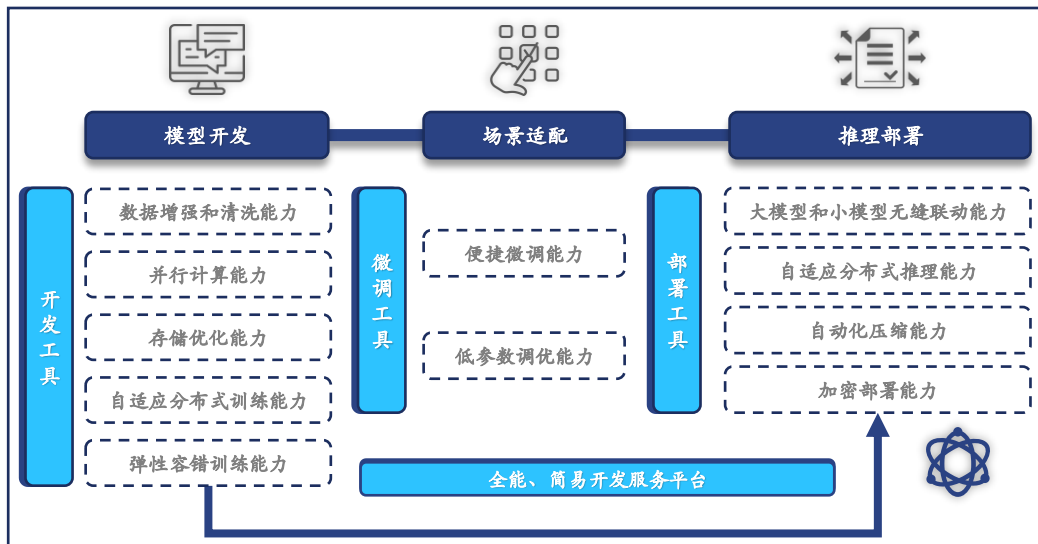 模型开发
场景适配
推理部署
开发工具
数据增强和清洗能力
并行计算能力
存储优化能力
自适应分布式训练能力
弹性容错训练能力
微调工具
便捷微调能力
低参数调优能力
部署工具
大模型和小模型无缝联动能力
自适应分布式推理能力
自动化压缩能力
加密部署能力
全能、简易开发服务平台